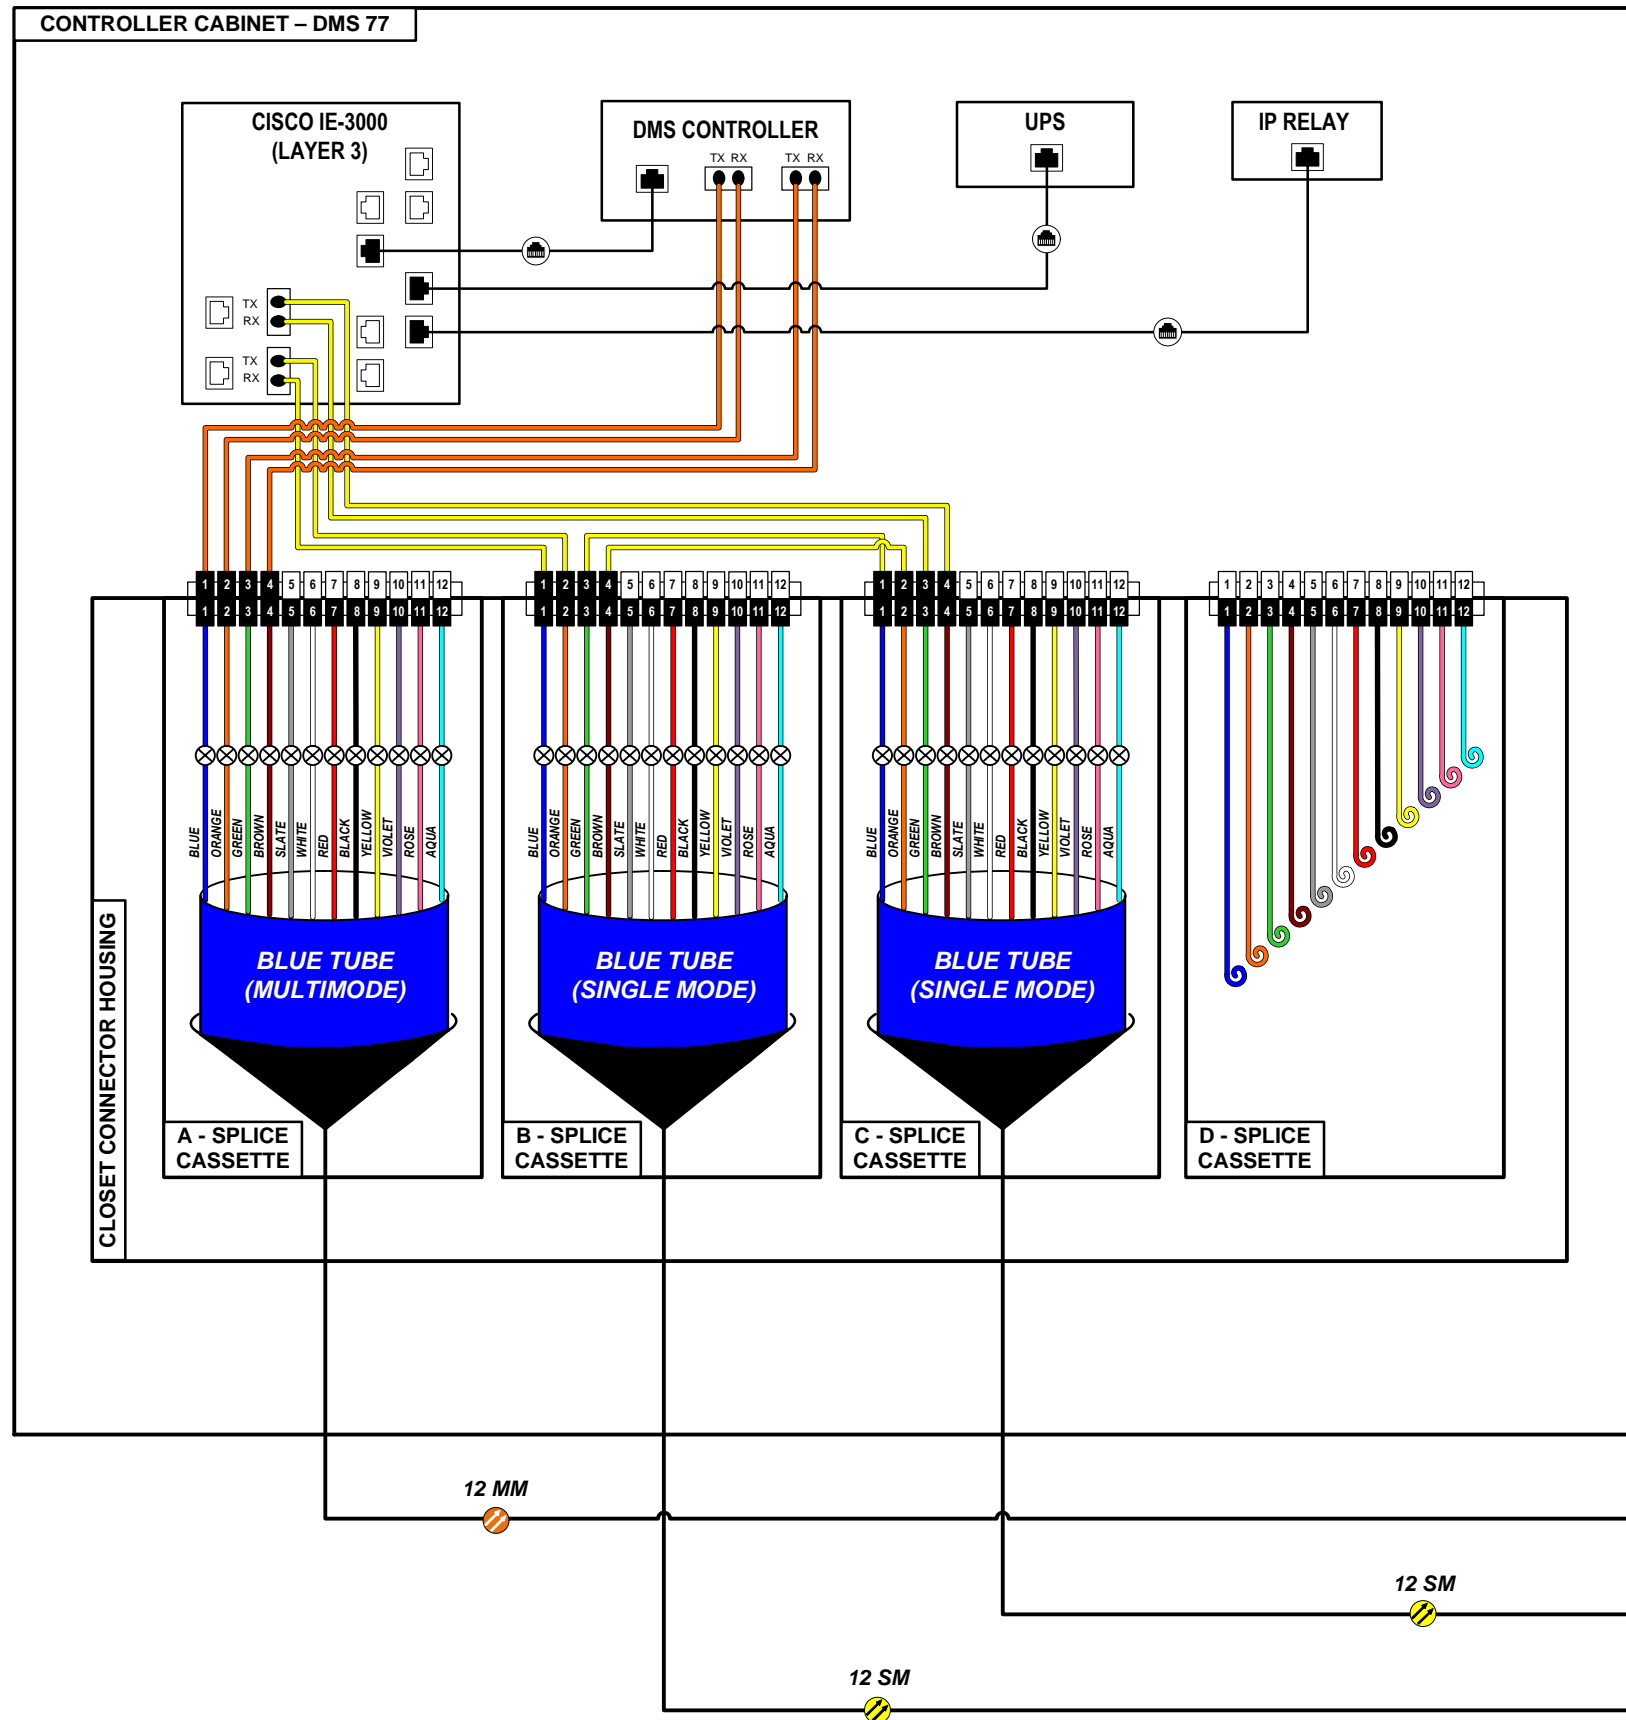 CONTROLLER CABINET – DMS 77
CISCO IE-3000
(LAYER 3)
DMS CONTROLLER
UPS
IP RELAY
TX RX TX RX
TX
RX
TX
RX
1 2 3 4 5 6 7 8 9 10 11 12
1 2 3 4 5 6 7 8 9 10 11 12
1 2 3 4 5 6 7 8 9 10 11 12
1 2 3 4 5 6 7 8 9 10 11 12
1 2 3 4 5 6 7 8 9 10 11 12
1 2 3 4 5 6 7 8 9 10 11 12
1 2 3 4 5 6 7 8 9 10 11 12
1 2 3 4 5 6 7 8 9 10 11 12
BLUE
ORANGE
GREEN
BROWN
SLATE
WHITE
RED
BLACK
YELLOW
VIOLET
ROSE
AQUA
BLUE
ORANGE
GREEN
BROWN
SLATE
WHITE
RED
BLACK
YELLOW
VIOLET
ROSE
AQUA
BLUE
ORANGE
GREEN
BROWN
SLATE
WHITE
RED
BLACK
YELLOW
VIOLET
ROSE
AQUA
BLUE TUBE
(MULTIMODE)
BLUE TUBE
(SINGLE MODE)
BLUE TUBE
(SINGLE MODE)
CLOSET CONNECTOR HOUSING
A - SPLICE
CASSETTE
B - SPLICE
CASSETTE
C - SPLICE
CASSETTE
D - SPLICE
CASSETTE
12 MM
12 SM
12 SM